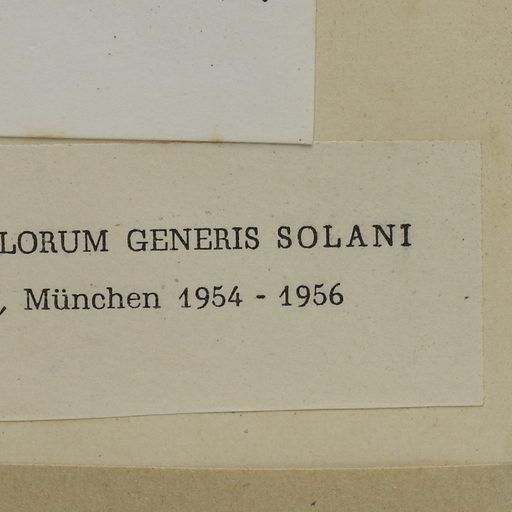 LORUM GENERIS SOLANI
, München 1954 - 1956